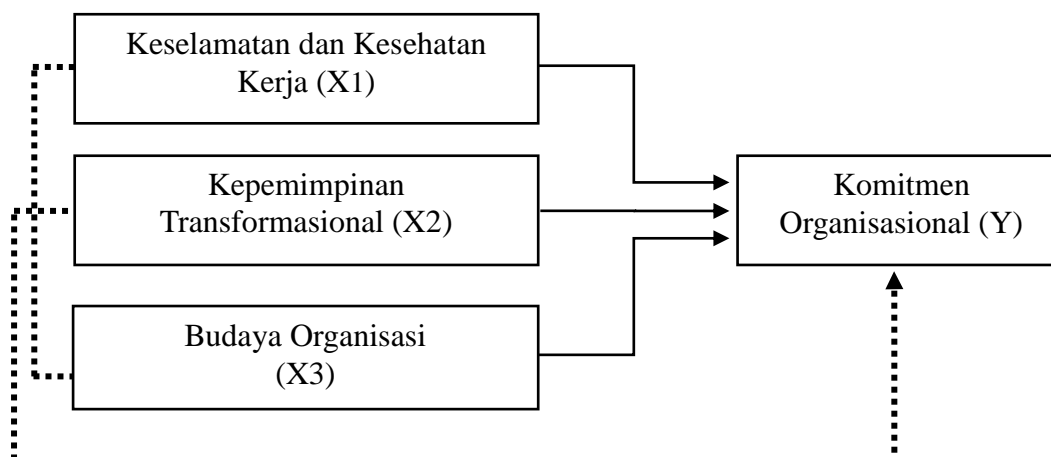 Keselamatan dan Kesehatan
Kerja (X1)
Kepemimpinan
Transformasional (X2)
Budaya Organisasi
(X3)
Komitmen
Organisasional (Y)